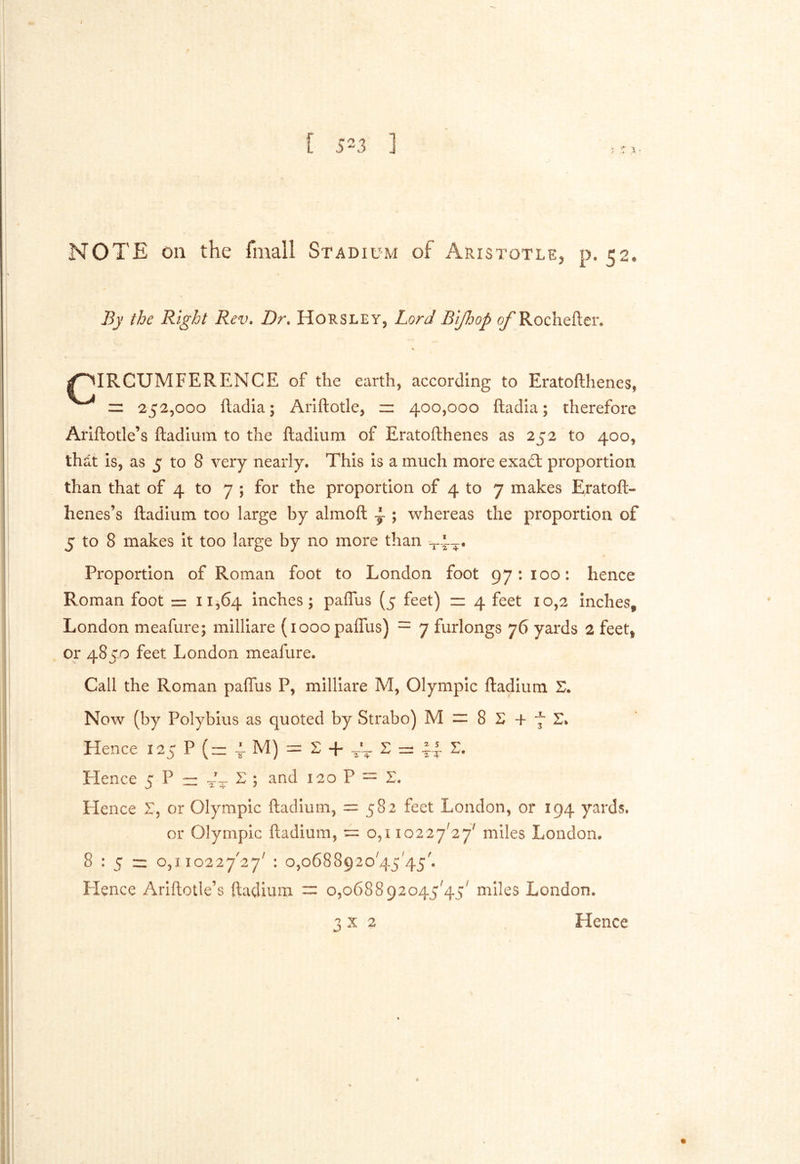 [ 523 ]
NOTE on the ſmall STADIUM of ARISTOTLE, p. 52.
By the Right Rev. Dr. HORSLEY, Lord Biſhop of Rocheſter.
CIRCUMFERENCE of the earth, according to Eratoſthenes,
= 252,000 ſtadia; Ariſtotle, = 400,000 ſtadia; therefore
Ariſtotle’s ſtadium to the ſtadium of Eratoſthenes as 252 to 400,
that is, as 5 to 8 very nearly. This is a much more exact proportion
than that of 4 to 7 ; for the proportion of 4 to 7 makes Eratoſt-
henes’s ſtadium too large by almoſt ; whereas the proportion of
5 to 8 makes it too large by no more than
Proportion of Roman foot to London foot 97 : 100 : hence
Roman foot = 11,64 inches ; paſſus (5 feet) = 4 feet 10,2 inches,
London meaſure; milliare (1000 paſſus) = 7 furlongs 76 yards 2 feet,
or 4850 feet London meaſure.
Call the Roman paſſus P, milliare M, Olympic ſtadium Σ.
Now (by Polybius as quoted by Strabo) M = 8 Σ + ⅓ Σ.
Hence 125 P (= ⅛ M) = Σ + 1/24 Σ = 25/24 Σ.
Hence 5 P = 1/24 Σ ; and 120 P = Σ.
Hence Σ, or Olympic ſtadium, = 582 feet London, or 194 yards.
or Olympic ſtadium, = 0,110227′27′ miles London.
8 : 5 = 0,110227′27′ : 0,0688920′45′45′.
Hence Ariſtotle’s ſtadium = 0,068892045′45′ miles London.
3 X 2 Hence